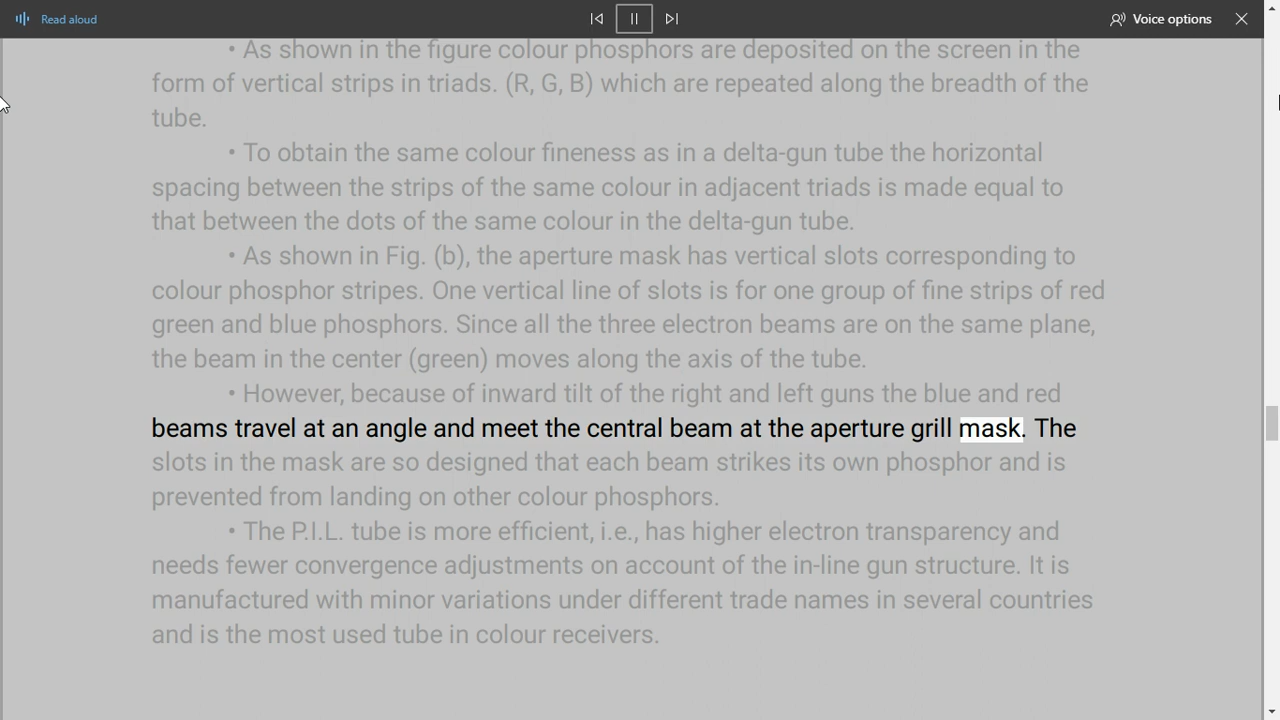 Read aloud
Voice options
• As shown in the figure colour phosphors are deposited on the screen in the
form of vertical strips in triads. (R, G, B) which are repeated along the breadth of the
tube.
• To obtain the same colour fineness as in a delta-gun tube the horizontal
spacing between the strips of the same colour in adjacent triads is made equal to
that between the dots of the same colour in the delta-gun tube.
• As shown in Fig. (b), the aperture mask has vertical slots corresponding to
colour phosphor stripes. One vertical line of slots is for one group of fine strips of red
green and blue phosphors. Since all the three electron beams are on the same plane,
the beam in the center (green) moves along the axis of the tube.
• However, because of inward tilt of the right and left guns the blue and red
beams travel at an angle and meet the central beam at the aperture grill mask. The
slots in the mask are so designed that each beam strikes its own phosphor and is
prevented from landing on other colour phosphors.
• The P.I.L. tube is more efficient, i.e., has higher electron transparency and
needs fewer convergence adjustments on account of the in-line gun structure. It is
manufactured with minor variations under different trade names in several countries
and is the most used tube in colour receivers.